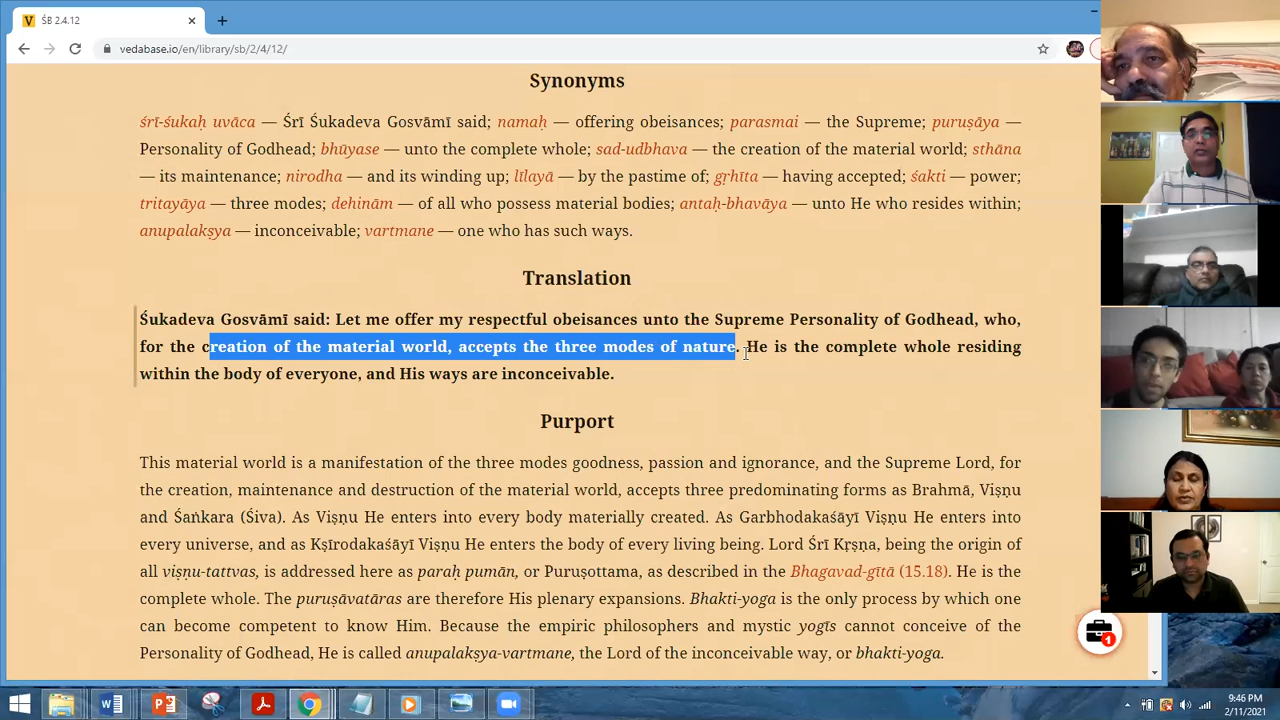 ŚB 2.4.12
vedabase.io/en/library/sb/2/4/12/
Synonyms
śrī-śukaḥ uvāca — Śrī Śukadeva Gosvāmī said; namaḥ — offering obeisances; parasmai — the Supreme; puruṣāya —
Personality of Godhead; bhūyase — unto the complete whole; sad-udbhava — the creation of the material world; sthāna
— its maintenance; nirodha — and its winding up; līlayā — by the pastime of; gṛhīta — having accepted; śakti — power;
tritayāya — three modes; dehinām — of all who possess material bodies; antaḥ-bhavāya — unto He who resides within;
anupalakṣya — inconceivable; vartmane — one who has such ways.
Translation
Śukadeva Gosvāmī said: Let me offer my respectful obeisances unto the Supreme Personality of Godhead, who,
for the creation of the material world, accepts the three modes of nature. He is the complete whole residing
within the body of everyone, and His ways are inconceivable.
Purport
This material world is a manifestation of the three modes goodness, passion and ignorance, and the Supreme Lord, for
the creation, maintenance and destruction of the material world, accepts three predominating forms as Brahmā, Viṣṇu
and Śaṅkara (Śiva). As Viṣṇu He enters into every body materially created. As Garbhodakaśāyī Viṣṇu He enters into
every universe, and as Kṣīrodakaśāyī Viṣṇu He enters the body of every living being. Lord Śrī Kṛṣṇa, being the origin of
all viṣṇu-tattvas, is addressed here as paraḥ pumān, or Puruṣottama, as described in the Bhagavad-gītā (15.18). He is the
complete whole. The puruṣāvatāras are therefore His plenary expansions. Bhakti-yoga is the only process by which one
can become competent to know Him. Because the empiric philosophers and mystic yogīs cannot conceive of the
Personality of Godhead, He is called anupalakṣya-vartmane, the Lord of the inconceivable way, or bhakti-yoga.
1
9:46 PM
2/11/2021